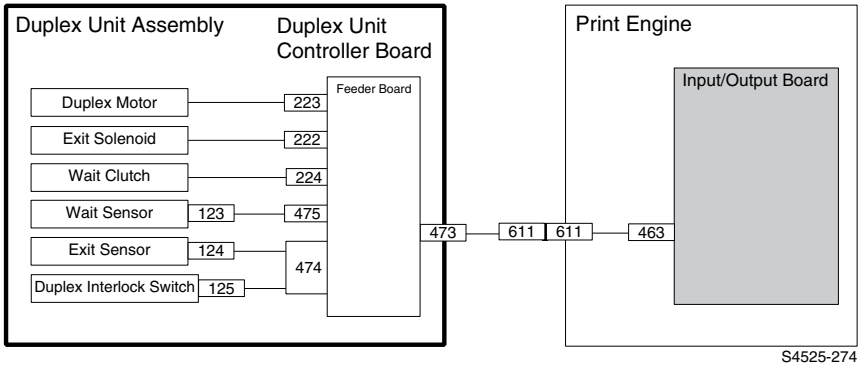 Duplex Unit Assembly
Duplex Unit
Controller Board
Print Engine
Feeder Board
Input/Output Board
Duplex Motor
223
Exit Solenoid
222
Wait Clutch
224
Wait Sensor
123
475
Exit Sensor
124
474
Duplex Interlock Switch
125
473
611
611
463
S4525-274